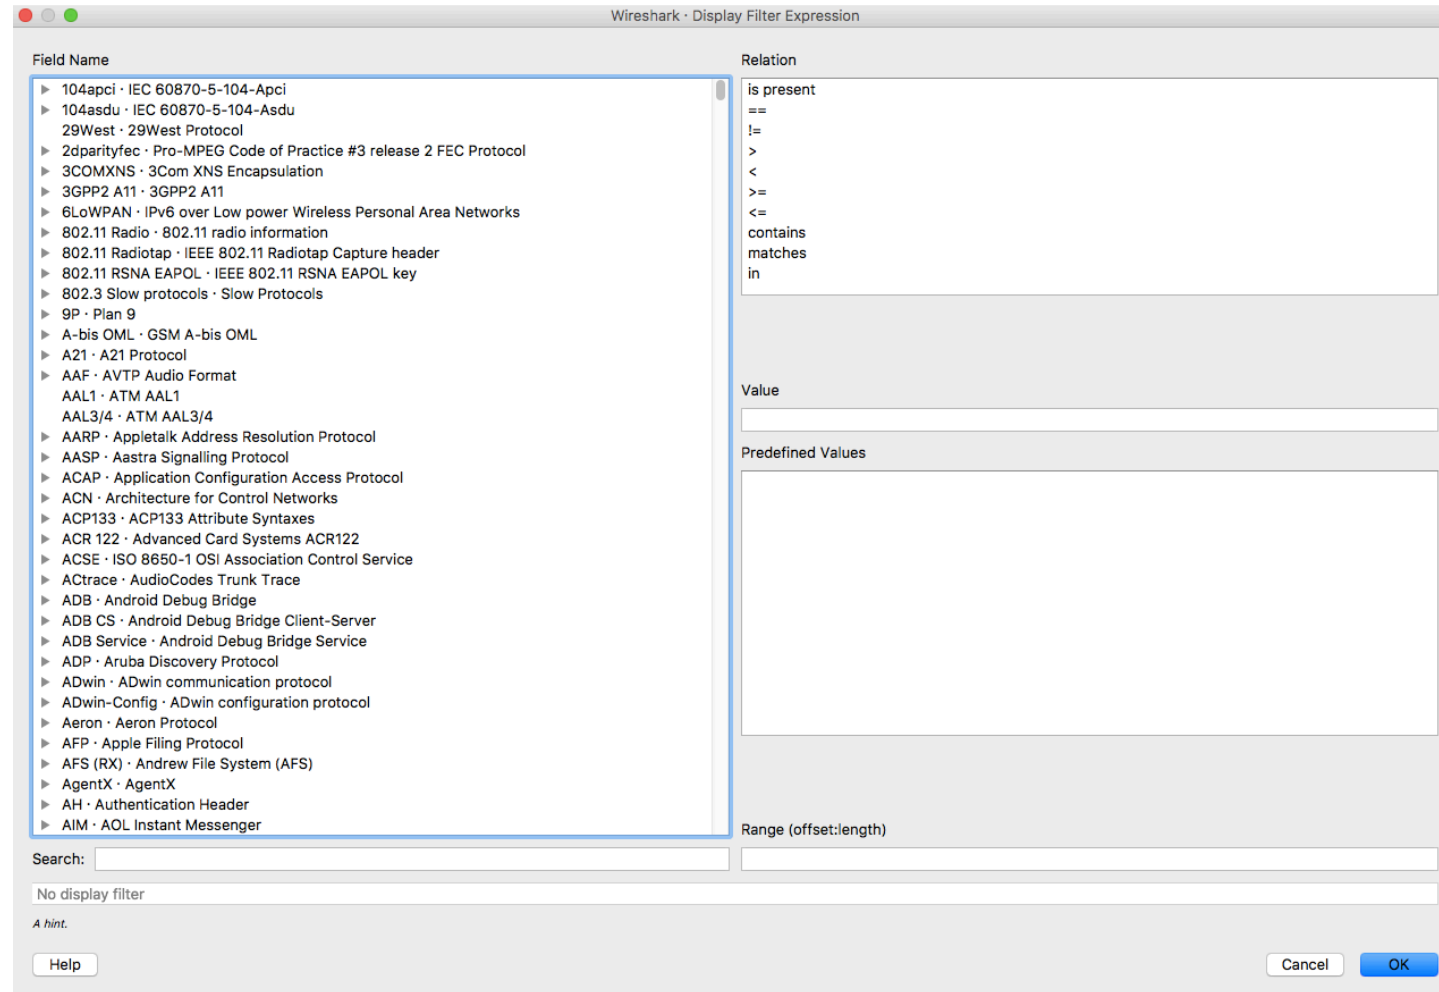 Wireshark · Display Filter Expression
Field Name
104apci · IEC 60870-5-104-Apci
104asdu · IEC 60870-5-104-Asdu
29West · 29West Protocol
2dparityfec · Pro-MPEG Code of Practice #3 release 2 FEC Protocol
3COMXNS · 3Com XNS Encapsulation
3GPP2 A11 · 3GPP2 A11
6LoWPAN · IPv6 over Low power Wireless Personal Area Networks
802.11 Radio · 802.11 radio information
802.11 Radiotap · IEEE 802.11 Radiotap Capture header
802.11 RSNA EAPOL · IEEE 802.11 RSNA EAPOL key
802.3 Slow protocols · Slow Protocols
9P · Plan 9
A-bis OML · GSM A-bis OML
A21 · A21 Protocol
AAF · AVTP Audio Format
AAL1 · ATM AAL1
AAL3/4 · ATM AAL3/4
AARP · Appletalk Address Resolution Protocol
AASP · Aastra Signalling Protocol
ACAP · Application Configuration Access Protocol
ACN · Architecture for Control Networks
ACP133 · ACP133 Attribute Syntaxes
ACR 122 · Advanced Card Systems ACR122
ACSE · ISO 8650-1 OSI Association Control Service
ACtrace · AudioCodes Trunk Trace
ADB · Android Debug Bridge
ADB CS · Android Debug Bridge Client-Server
ADB Service · Android Debug Bridge Service
ADP · Aruba Discovery Protocol
ADwin · ADwin communication protocol
ADwin-Config · ADwin configuration protocol
Aeron · Aeron Protocol
AFP · Apple Filing Protocol
AFS (RX) · Andrew File System (AFS)
AgentX · AgentX
AH · Authentication Header
AIM · AOL Instant Messenger
Search:
Relation
is present
==
!=
>
<
>=
<=
contains
matches
in
Value
Predefined Values
Range (offset:length)
No display filter
A hint.
Help
Cancel
OK